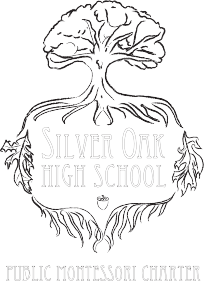 SILVER OAK
HIGH SCHOOL
PUBLIC MONTESSORI CHARTER